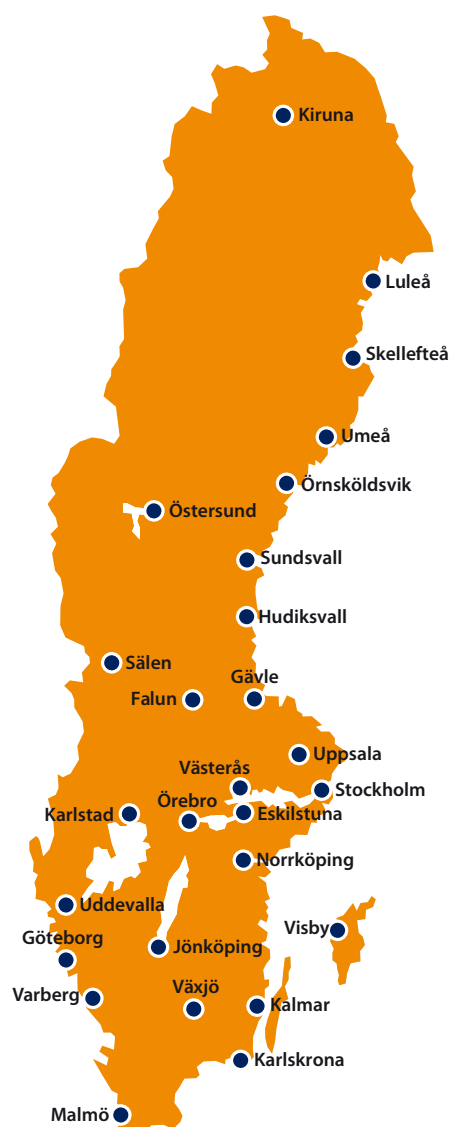 Kiruna
Luleå
Skellefteå
Umeå
Örnsköldsvik
Östersund
Sundsvall
Hudiksvall
Sälen
Gävle
Falun
Uppsala
Västerås
Stockholm
Örebro
Eskilstuna
Karlstad
Norrköping
Uddevalla
Visby
Göteborg
Jönköping
Växjö
Varberg
Kalmar
Karlskrona
Malmö